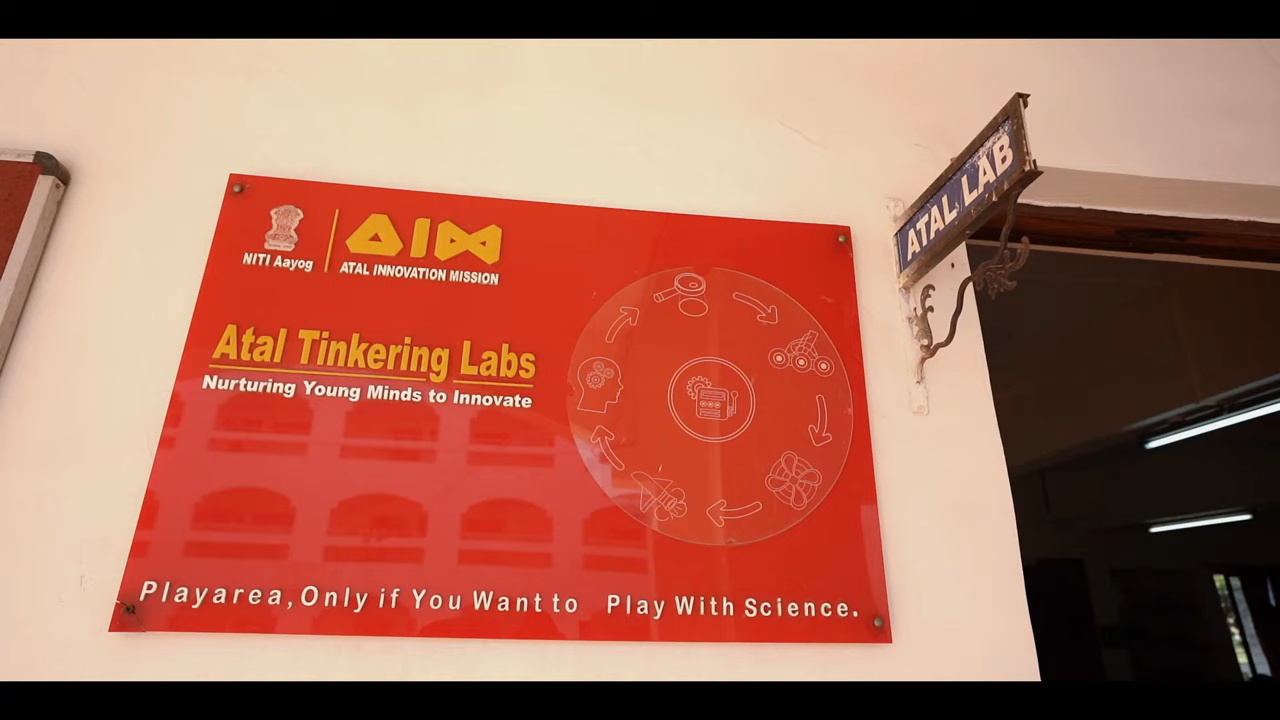 NITI Aayog
AIM
ATAL INNOVATION MISSION
Atal Tinkering Labs
Nurturing Young Minds to Innovate
Playarea, Only if You Want to Play With Science.
ATAL LAB